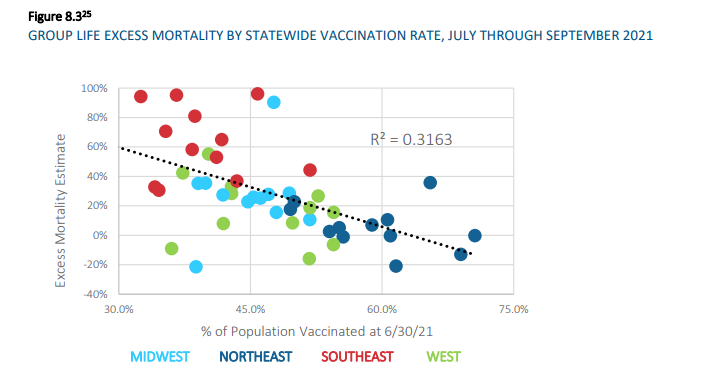 Figure 8.3²⁵
GROUP LIFE EXCESS MORTALITY BY STATEWIDE VACCINATION RATE, JULY THROUGH SEPTEMBER 2021
100%
80%
60%
40%
20%
0%
-20%
-40%
Excess Mortality Estimate
R² = 0.3163
30.0% 45.0% 60.0% 75.0%
% of Population Vaccinated at 6/30/21
MIDWEST NORTHEAST SOUTHEAST WEST